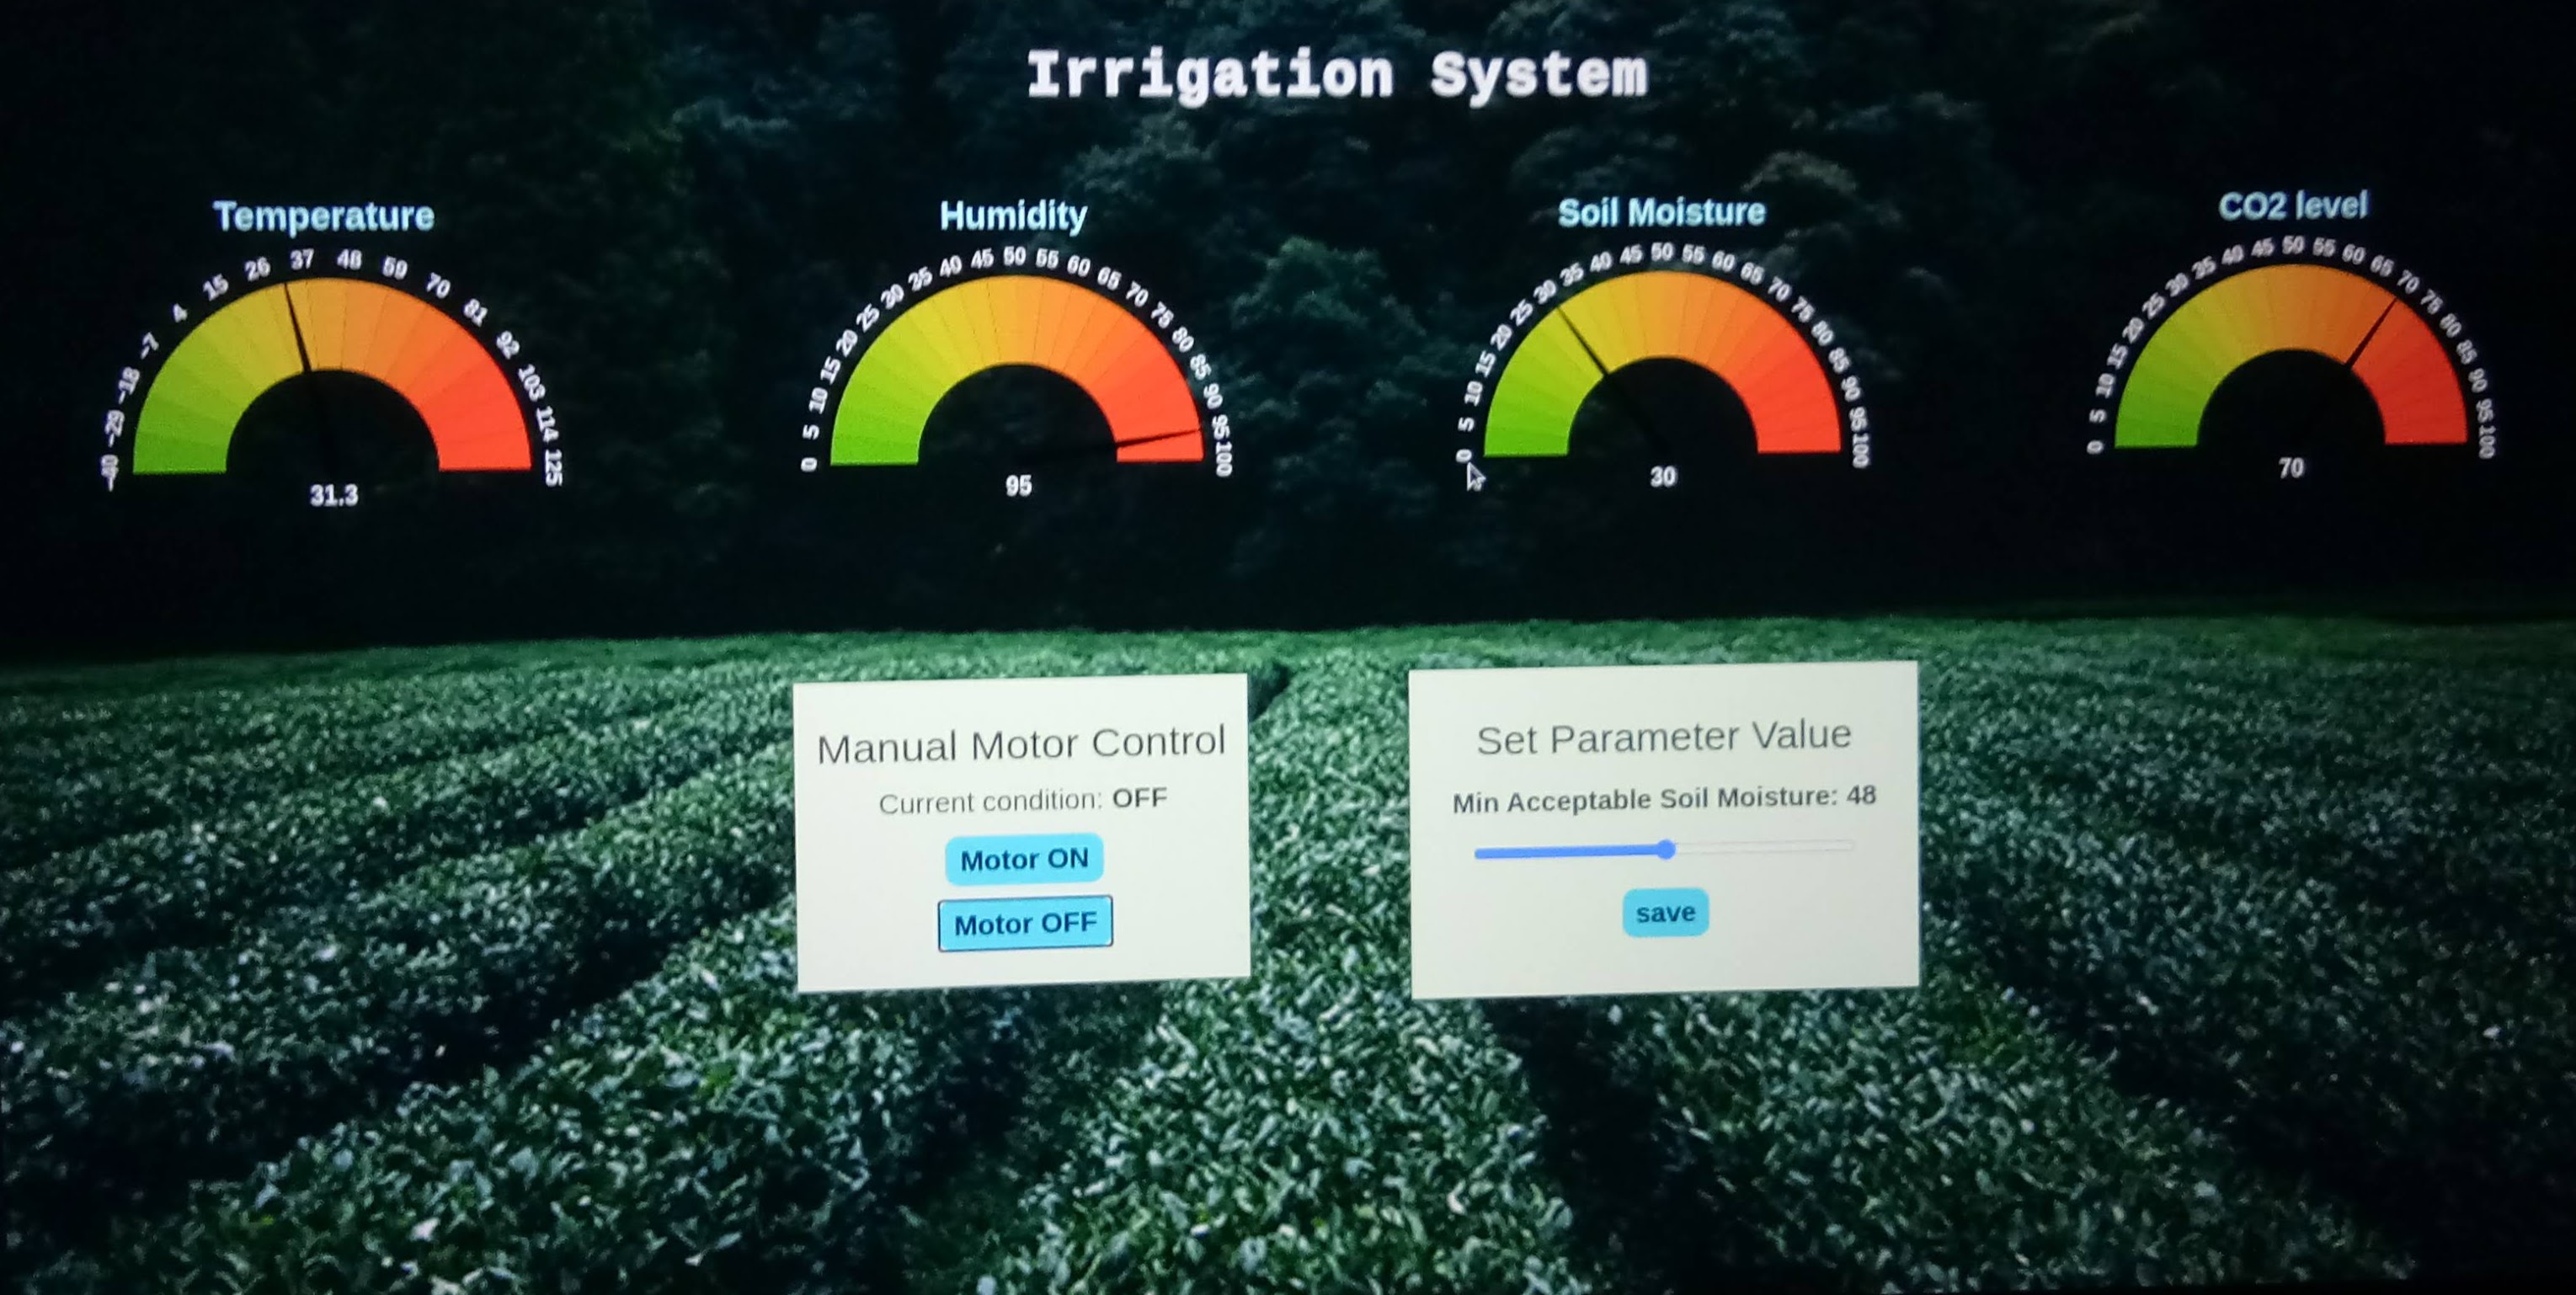 Irrigation System
Temperature
-40 -29 -18 -7 4 15 26 37 48 59 70 81 92 103 114 125
31.3
Humidity
0 5 10 15 20 25 30 35 40 45 50 55 60 65 70 75 80 85 90 95 100
95
Soil Moisture
0 5 10 15 20 25 30 35 40 45 50 55 60 65 70 75 80 85 90 95 100
30
CO2 level
0 5 10 15 20 25 30 35 40 45 50 55 60 65 70 75 80 85 90 95 100
70
Manual Motor Control
Current condition: OFF
Motor ON
Motor OFF
Set Parameter Value
Min Acceptable Soil Moisture: 48
save